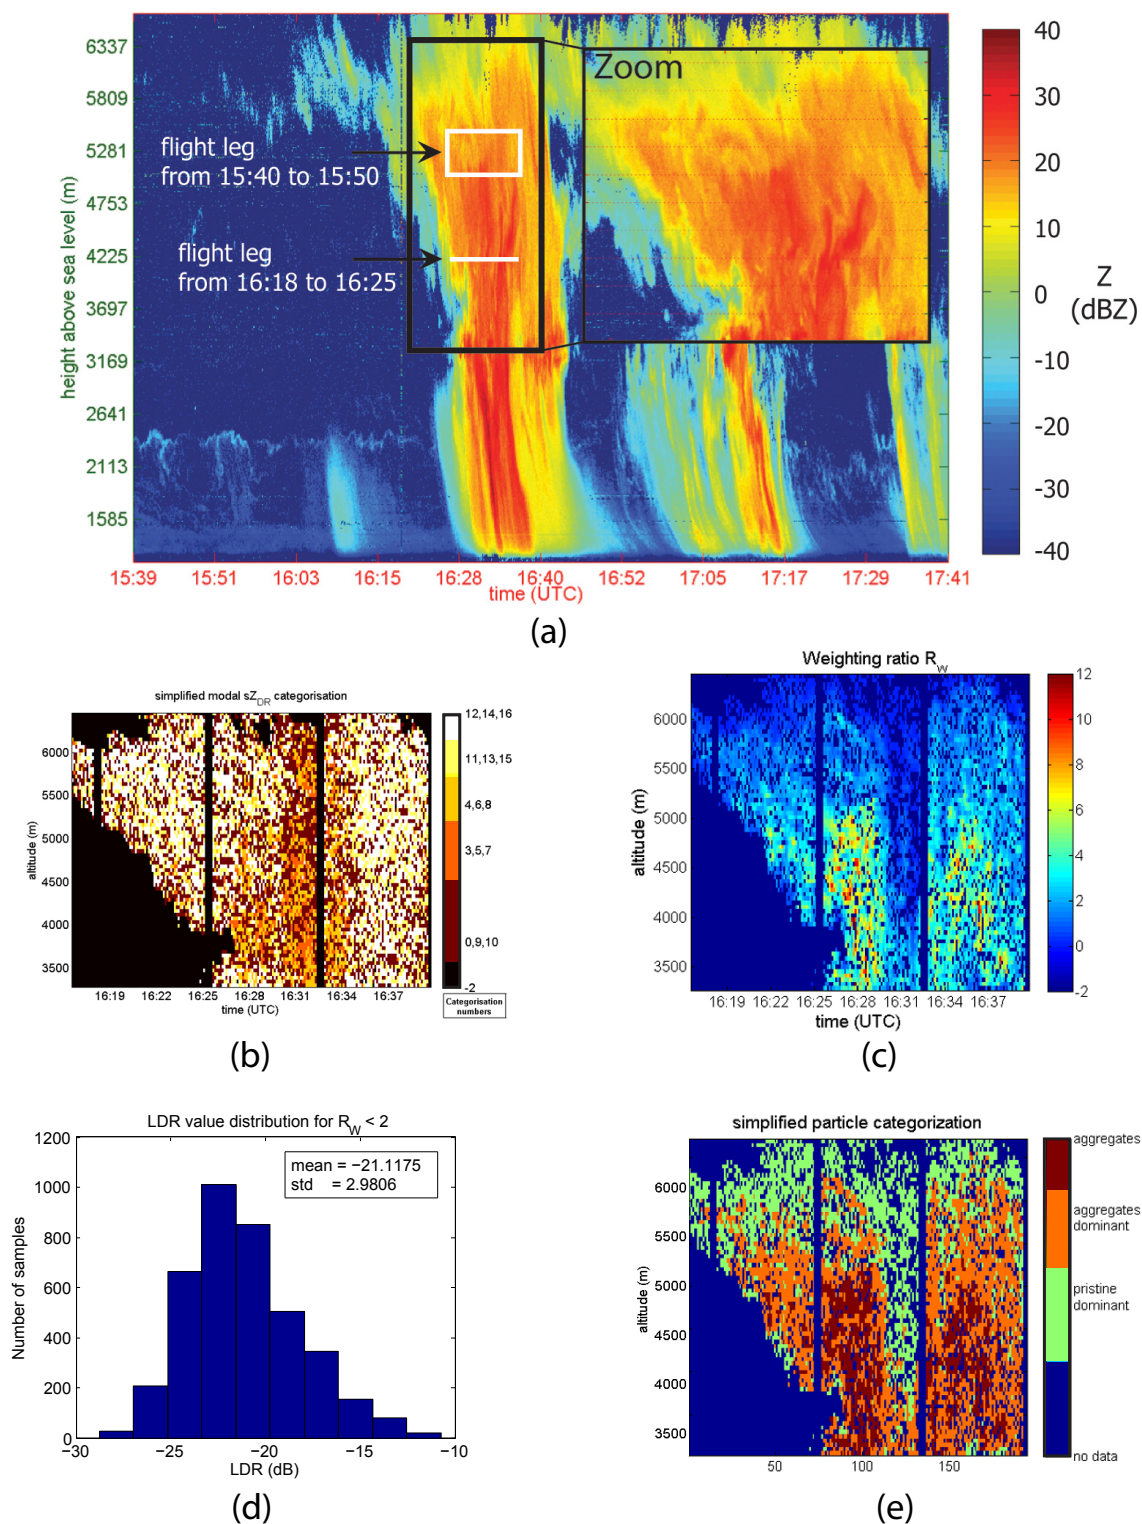 6337
5809
5281
4753
4225
3697
3169
2641
2113
1585
height above sea level (m)
Zoom
flight leg
from 15:40 to 15:50
flight leg
from 16:18 to 16:25
40
30
20
10
0
-10
-20
-30
-40
Z
(dBZ)
15:39 15:51 16:03 16:15 16:28 16:40 16:52 17:05 17:17 17:29 17:41
time (UTC)
(a)
simplified modal sZDR categorisation
6000
5500
5000
4500
4000
3500
altitude (m)
16:19 16:22 16:25 16:28 16:31 16:34 16:37
time (UTC)
12,14,16
11,13,15
4,6,8
3,5,7
0,9,10
-2
Categorisation
numbers
(b)
Weighting ratio RW
6000
5500
5000
4500
4000
3500
altitude (m)
16:19 16:22 16:25 16:28 16:31 16:34 16:37
time (UTC)
12
10
8
6
4
2
0
-2
(c)
LDR value distribution for RW < 2
1200
1000
800
600
400
200
0
Number of samples
mean = −21.1175
std = 2.9806
−30 −25 −20 −15 −10
LDR (dB)
(d)
simplified particle categorization
6000
5500
5000
4500
4000
3500
altitude (m)
50 100 150
aggregates
aggregates
dominant
pristine
dominant
no data
(e)